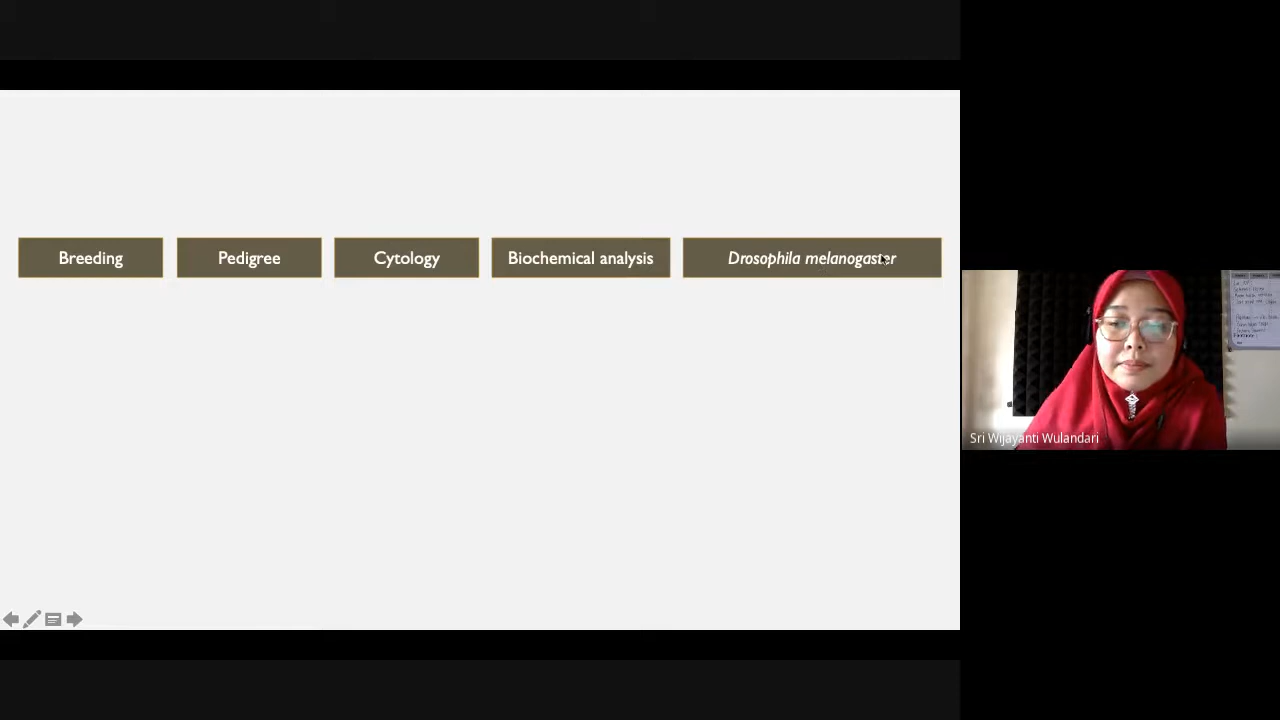 Breeding
Pedigree
Cytology
Biochemical analysis
Drosophila melanogaster
Sri Wijayanti Wulandari